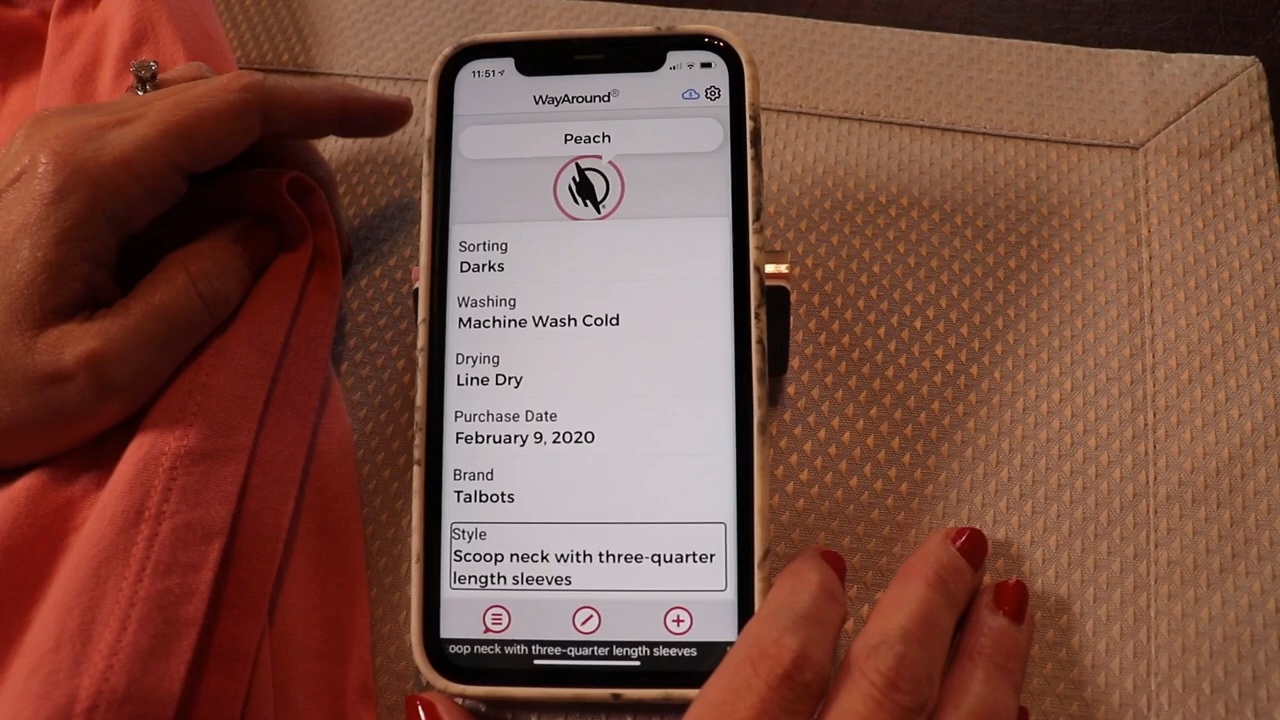 11:51
WayAround®
Peach
Sorting
Darks
Washing
Machine Wash Cold
Drying
Line Dry
Purchase Date
February 9, 2020
Brand
Talbots
Style
Scoop neck with three-quarter
length sleeves
oop neck with three-quarter length sleeves